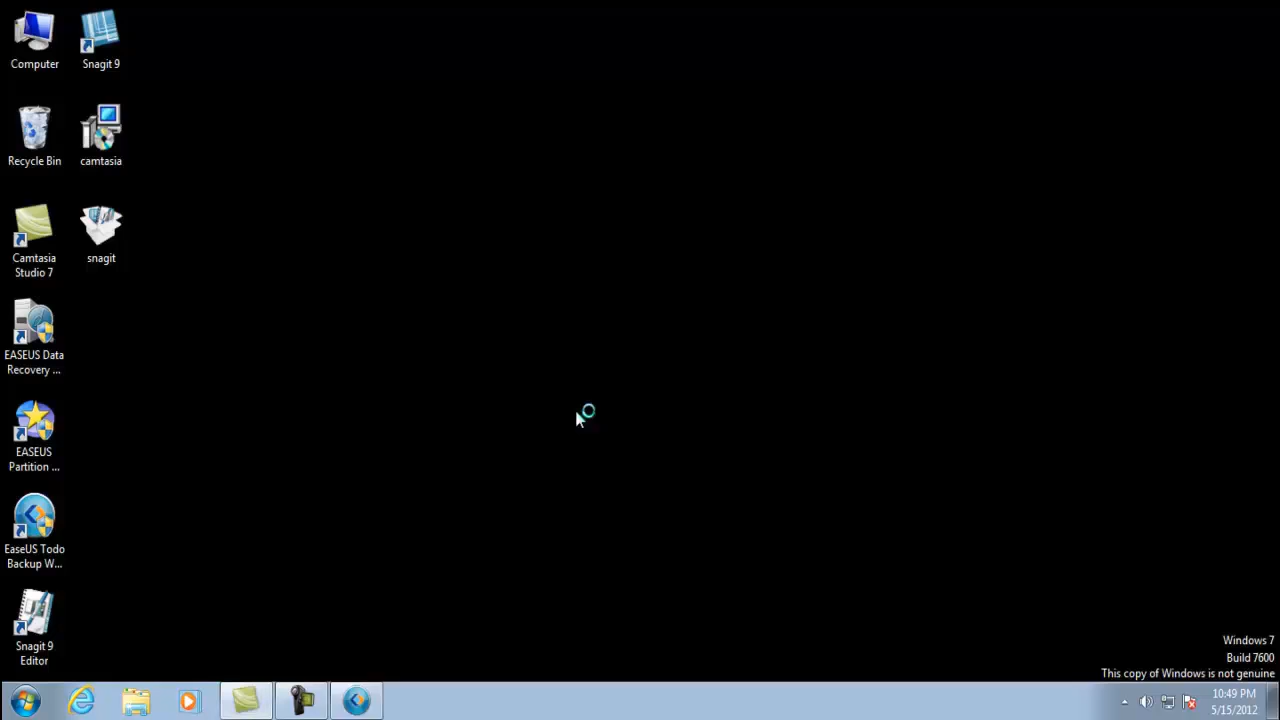 Computer
Snagit 9
Recycle Bin
camtasia
Camtasia
Studio 7
snagit
EASEUS Data
Recovery ...
EASEUS
Partition ...
EaseUS Todo
Backup W...
Snagit 9
Editor
Windows 7
Build 7600
This copy of Windows is not genuine
10:49 PM
5/15/2012